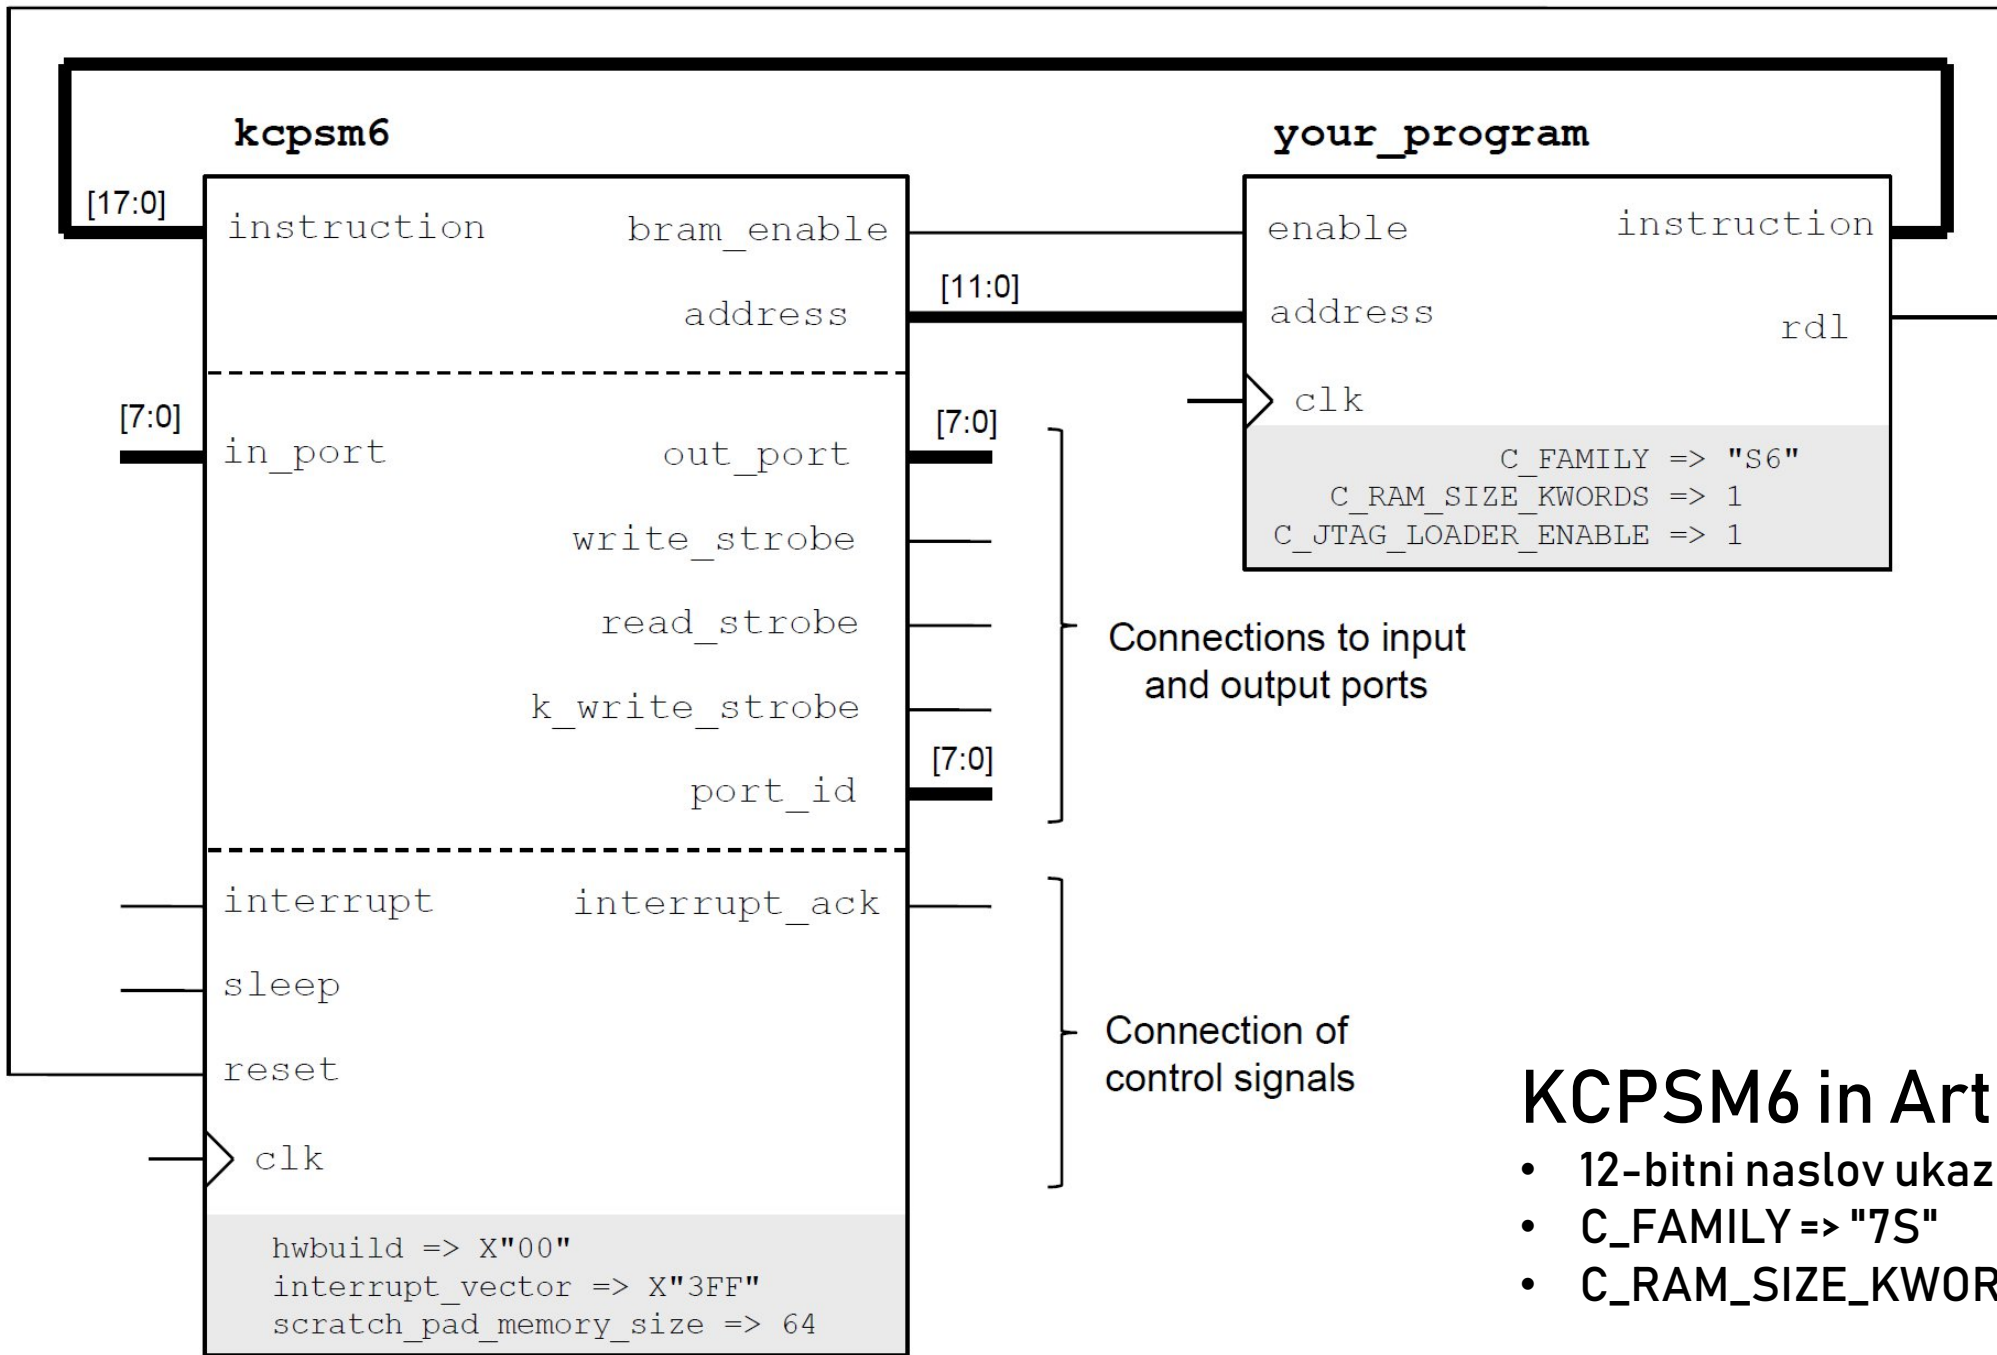 kcpsm6
[17:0]
instruction
bram_enable
[11:0]
address
[7:0]
in_port
[7:0]
out_port
write_strobe
read_strobe
k_write_strobe
[7:0]
port_id
interrupt
interrupt_ack
sleep
reset
clk
hwbuild => X"00"
interrupt_vector => X"3FF"
scratch_pad_memory_size => 64
your_program
enable
instruction
address
rdl
clk
C_FAMILY => "S6"
C_RAM_SIZE_KWORDS => 1
C_JTAG_LOADER_ENABLE => 1
Connections to input
and output ports
Connection of
control signals
KCPSM6 in Art
• 12-bitni naslov ukaz
• C_FAMILY => "7S"
• C_RAM_SIZE_KWOR